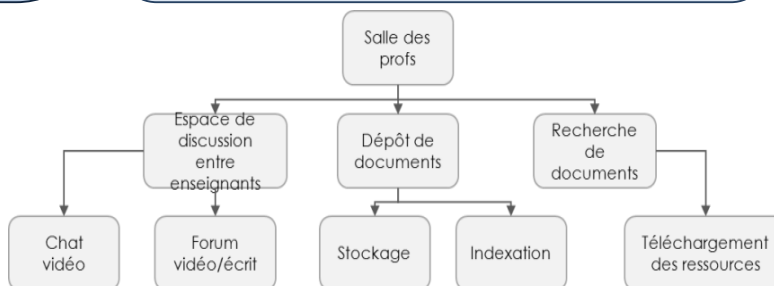 Salle des
profs
Espace de
discussion
entre
enseignants
Dépôt de
documents
Recherche
de
documents
Chat
vidéo
Forum
vidéo/écrit
Stockage
Indexation
Téléchargement
des ressources